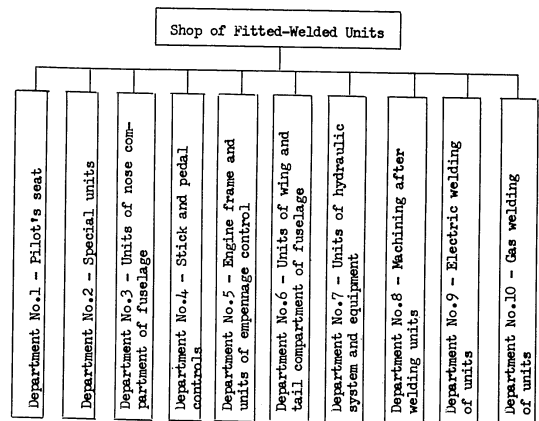 Shop of Fitted-Welded Units
Department No.1 - Pilot's seat
Department No.2 - Special units
Department No.3 - Units of nose com-
partment of fuselage
Department No.4 - Stick and pedal
controls
Department No.5 - Engine frame and
units of empennage control
Department No.6 - Units of wing and
tail compartment of fuselage
Department No.7 - Units of hydraulic
system and equipment
Department No.8 - Machining after
welding units
Department No.9 - Electric welding
of units
Department No.10 - Gas welding
of units